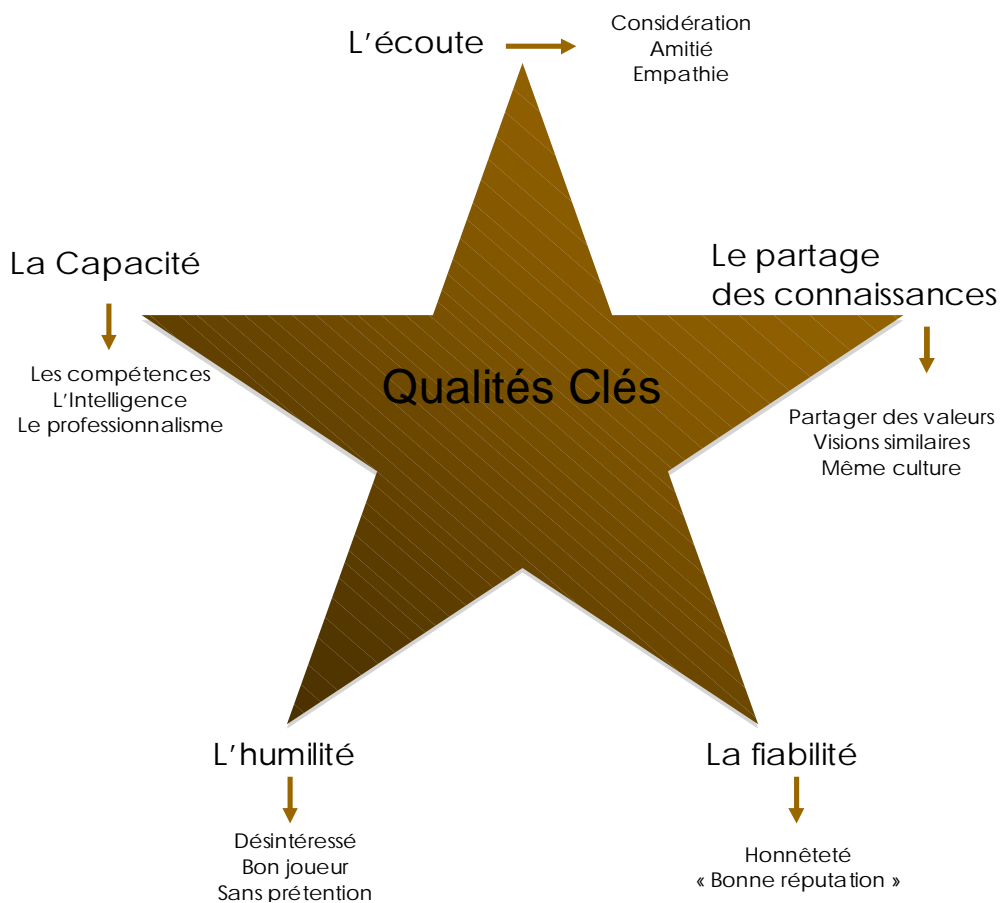 L'écoute
Considération
Amitié
Empathie
La Capacité
Les compétences
L'Intelligence
Le professionnalisme
Le partage
des connaissances
Partager des valeurs
Visions similaires
Même culture
Qualités Clés
L'humilité
Désintéressé
Bon joueur
Sans prétention
La fiabilité
Honnêteté
« Bonne réputation »